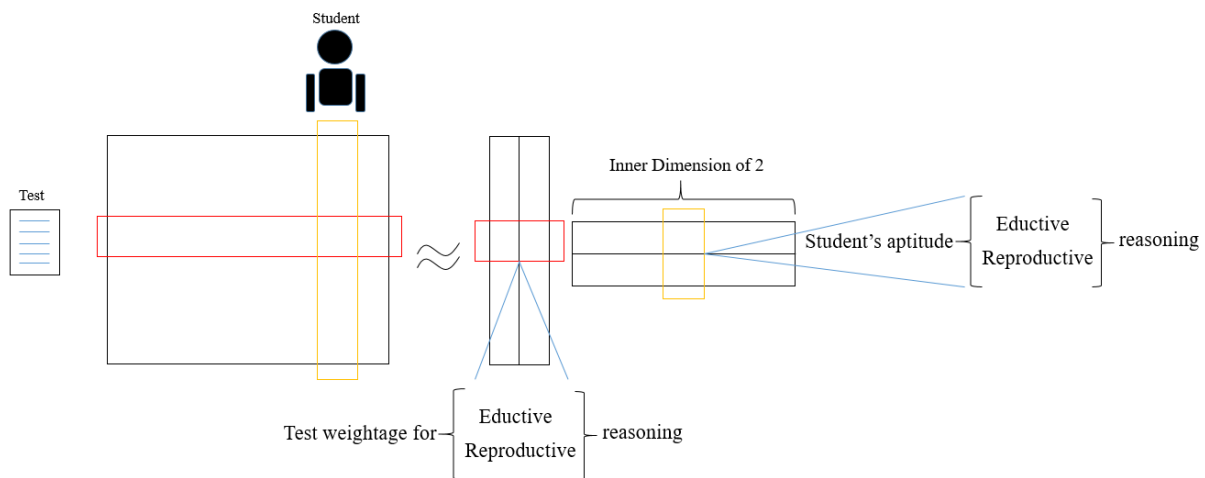 Student
Test
Inner Dimension of 2
Student's aptitude
Eductive
Reproductive
reasoning
Test weightage for
Eductive
Reproductive
reasoning